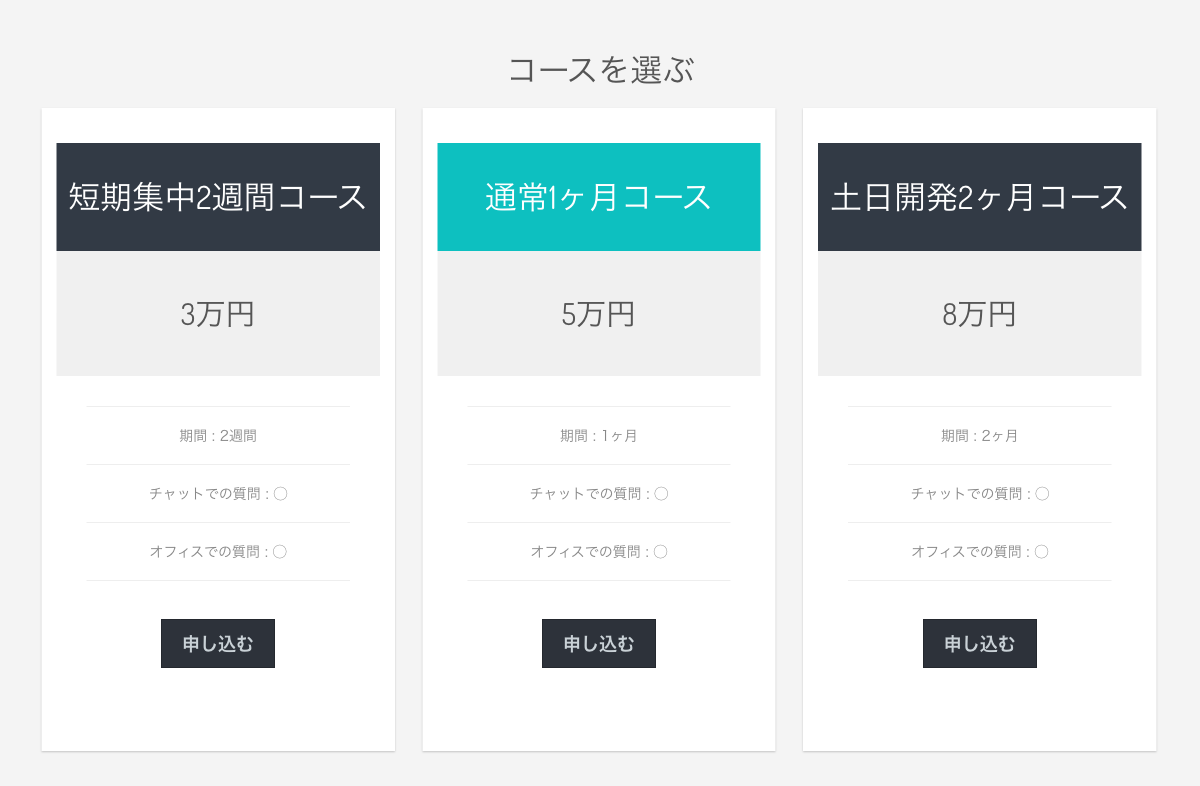 コースを選ぶ
短期集中2週間コース
3万円
期間 : 2週間
チャットでの質問 : 〇
オフィスでの質問 : 〇
申し込む
通常1ヶ月コース
5万円
期間 : 1ヶ月
チャットでの質問 : 〇
オフィスでの質問 : 〇
申し込む
土日開発2ヶ月コース
8万円
期間 : 2ヶ月
チャットでの質問 : 〇
オフィスでの質問 : 〇
申し込む